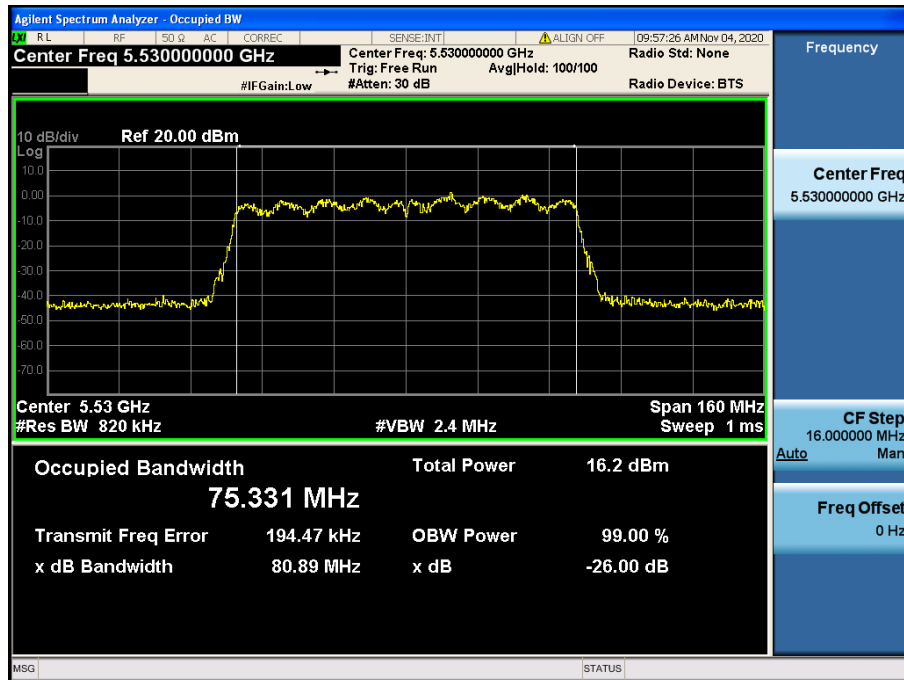 Agilent Spectrum Analyzer - Occupied BW
LXI RL RF 50 Ω AC CORREC SENSE:INT ALIGN OFF 09:57:26 AM Nov 04, 2020
Center Freq 5.530000000 GHz
Center Freq: 5.530000000 GHz
Radio Std: None
Trig: Free Run Avg|Hold: 100/100
#IFGain:Low
#Atten: 30 dB
Radio Device: BTS
10 dB/div Ref 20.00 dBm
Log
10.0
0.00
-10.0
-20.0
-30.0
-40.0
-50.0
-60.0
-70.0
Center 5.53 GHz Span 160 MHz
#Res BW 820 kHz #VBW 2.4 MHz Sweep 1 ms
Occupied Bandwidth Total Power 16.2 dBm
75.331 MHz
Transmit Freq Error 194.47 kHz OBW Power 99.00 %
x dB Bandwidth 80.89 MHz x dB -26.00 dB
Frequency
Center Freq
5.530000000 GHz
CF Step
16.000000 MHz
Auto Man
Freq Offset
0 Hz
MSG STATUS